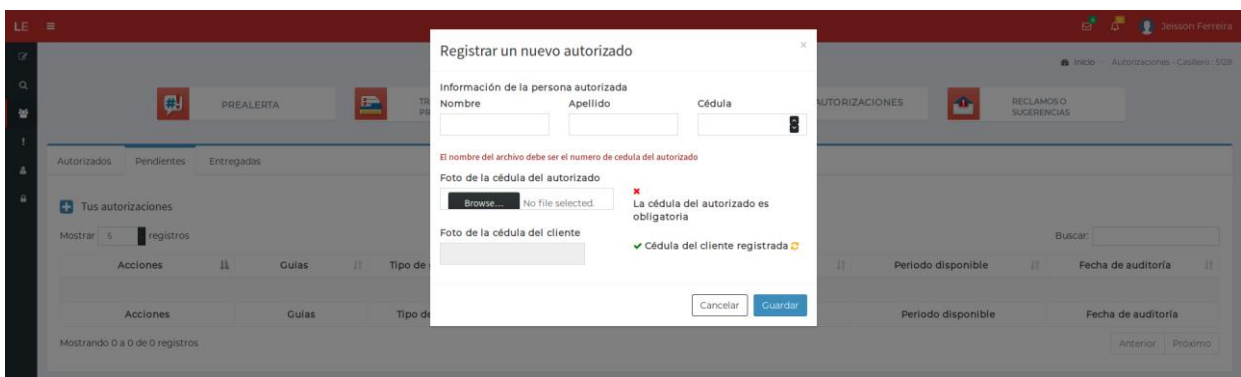 LE
Jeisson Ferreira
Inicio Autorizaciones - Casillero : 5128
PREALERTA
AUTORIZACIONES
RECLAMOS O
SUGERENCIAS
Registrar un nuevo autorizado ×
Información de la persona autorizada
Nombre Apellido Cédula
El nombre del archivo debe ser el numero de cedula del autorizado
Foto de la cédula del autorizado
Browse... No file selected.
La cédula del autorizado es
obligatoria
Foto de la cédula del cliente
Cédula del cliente registrada
Cancelar Guardar
Autorizados Pendientes Entregadas
Tus autorizaciones
Mostrar 5 registros Buscar:
Acciones Guias Tipo de Periodo disponible Fecha de auditoría
Acciones Guias Tipo de Periodo disponible Fecha de auditoría
Mostrando 0 a 0 de 0 registros Anterior Próximo